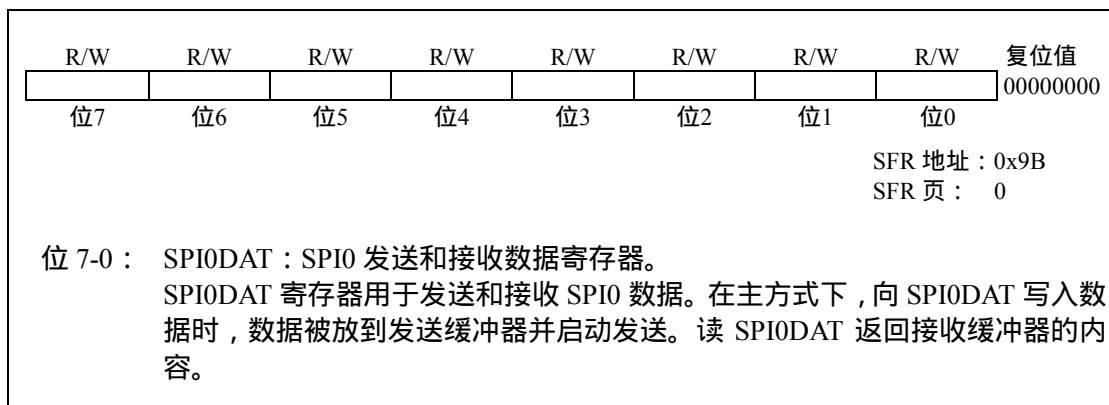 R/W R/W R/W R/W R/W R/W R/W R/W 复位值
00000000
位7 位6 位5 位4 位3 位2 位1 位0
SFR 地址：0x9B
SFR 页： 0
位 7-0： SPI0DAT：SPI0 发送和接收数据寄存器。
SPI0DAT 寄存器用于发送和接收 SPI0 数据。在主方式下，向 SPI0DAT 写入数
据时，数据被放到发送缓冲器并启动发送。读 SPI0DAT 返回接收缓冲器的内
容。